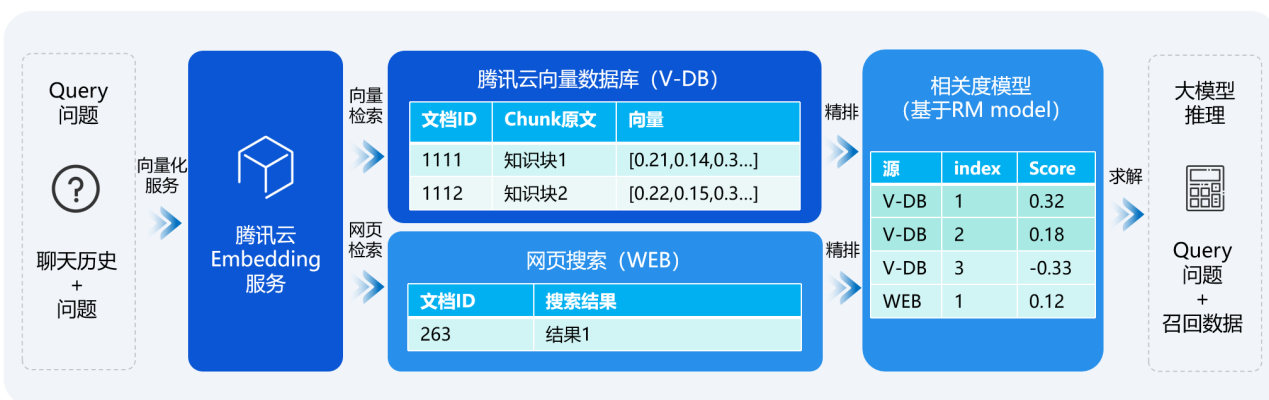 Query
问题
聊天历史
+
问题
向量化
服务
腾讯云
Embedding
服务
向量
检索
网页
检索
腾讯云向量数据库（V-DB）
文档ID Chunk原文 向量
1111 知识块1 [0.21,0.14,0.3...]
1112 知识块2 [0.22,0.15,0.3...]
网页搜索（WEB）
文档ID 搜索结果
263 结果1
精排
精排
相关度模型
（基于RM model）
源 index Score
V-DB 1 0.32
V-DB 2 0.18
V-DB 3 -0.33
WEB 1 0.12
求解
大模型
推理
Query
问题
+
召回数据